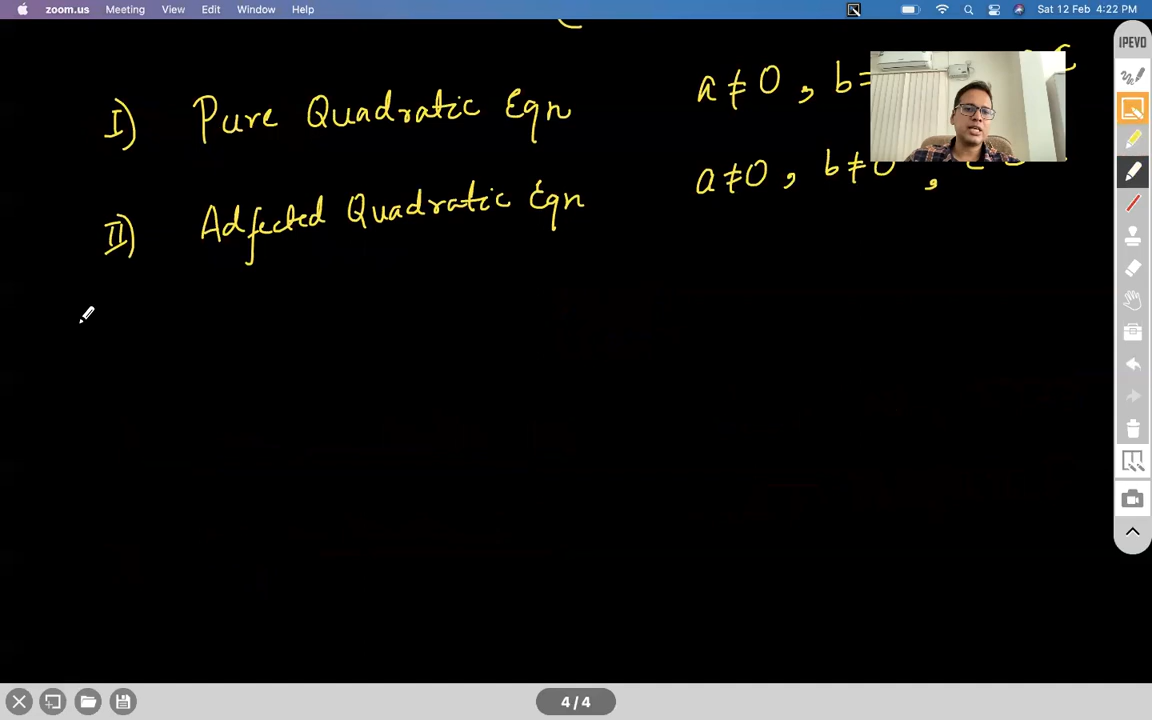 zoom.us Meeting View Edit Window Help Sat 12 Feb 4:22 PM
IPEVO
I) Pure Quadratic Eqn a≠0, b=
II) Adfected Quadratic Eqn a≠0, b≠0,
4/4